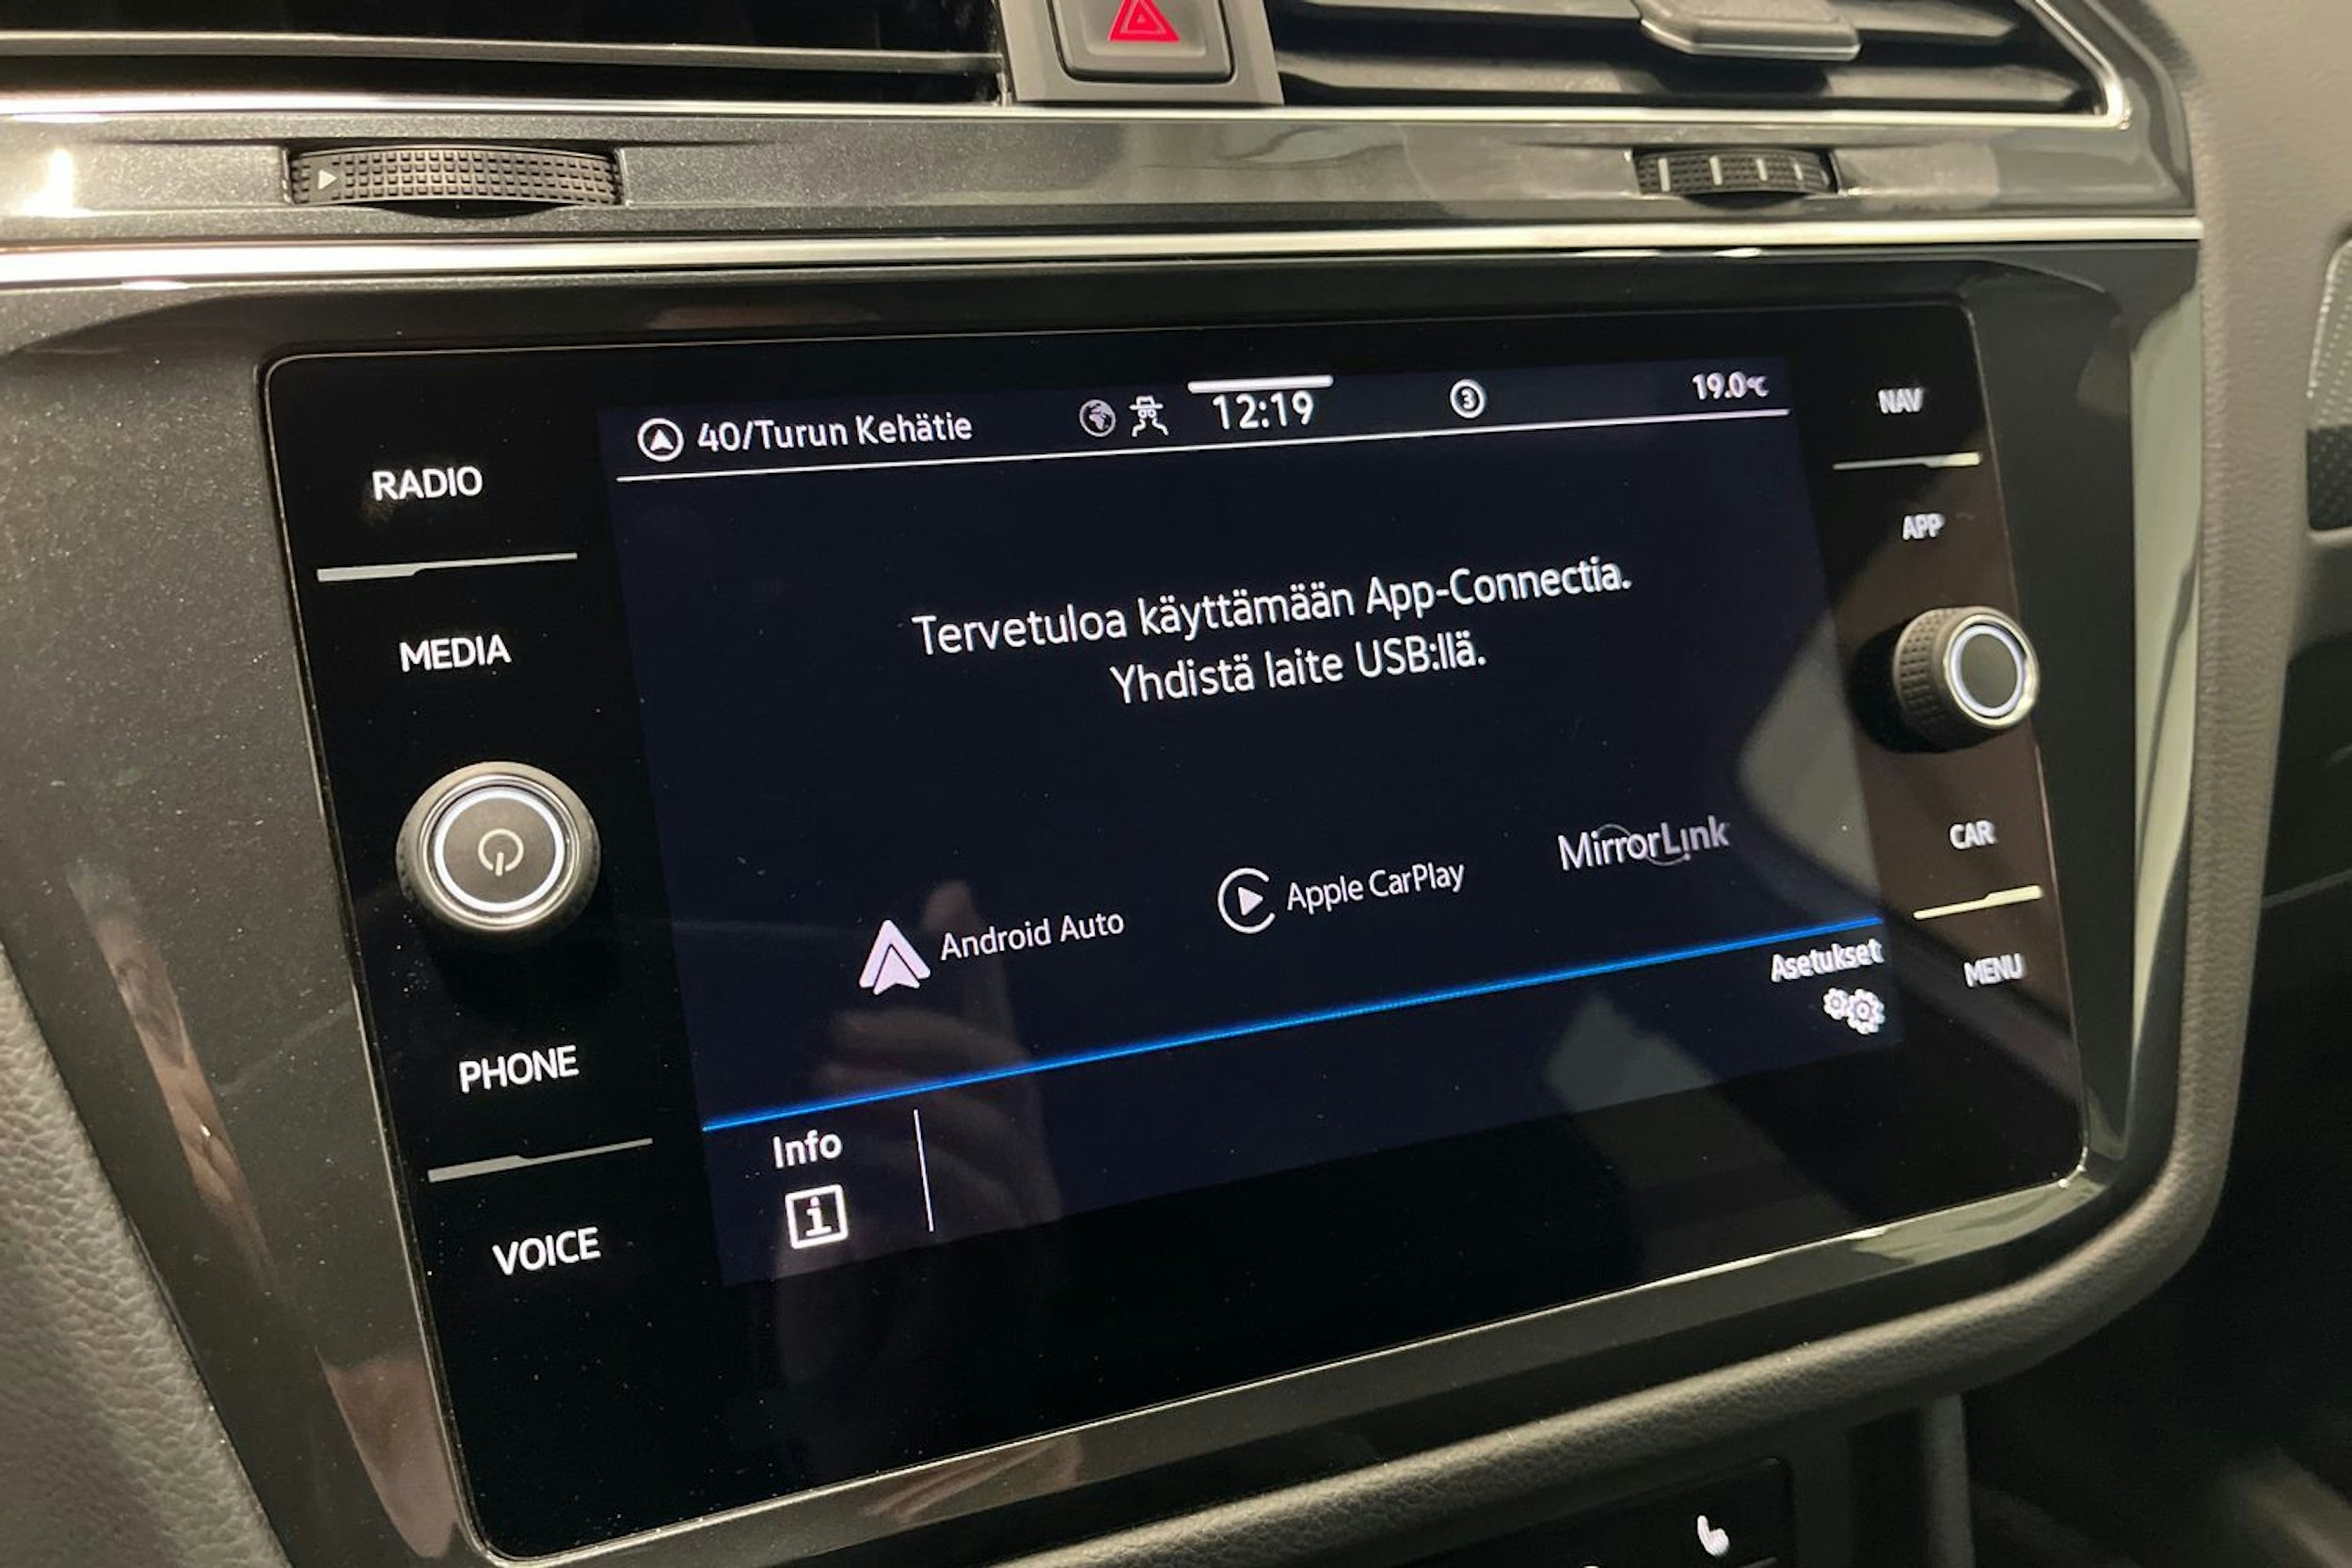 40/Turun Kehätie
12:19
3
19.0°C
NAV
RADIO
APP
Tervetuloa käyttämään App-Connectia.
Yhdistä laite USB:llä.
MEDIA
Android Auto
Apple CarPlay
MirrorLink
CAR
Asetukset
MENU
PHONE
Info
i
VOICE